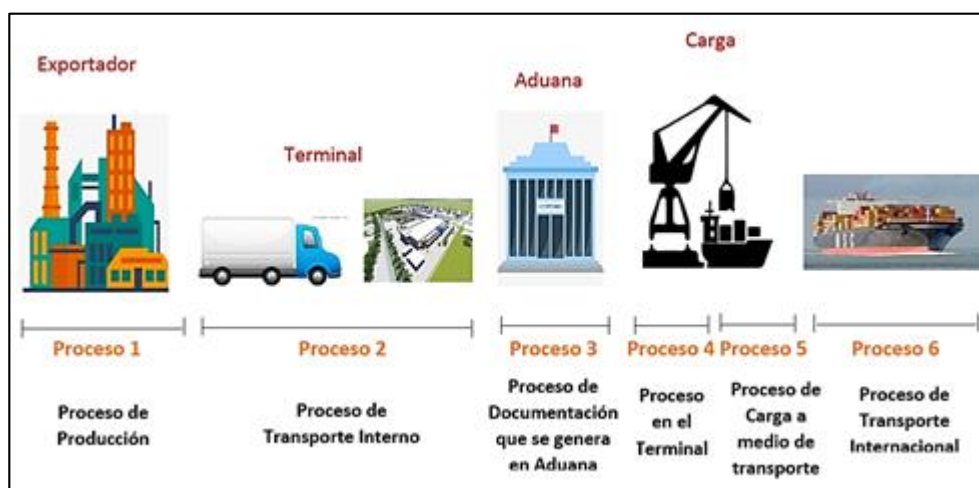 Carga
Exportador
Aduana
Terminal
Proceso 1
Proceso 2
Proceso 3
Proceso 4
Proceso 5
Proceso 6
Proceso de
Producción
Proceso de
Transporte Interno
Proceso de
Documentación
que se genera
en Aduana
Proceso
en el
Terminal
Proceso de
Carga a
medio de
transporte
Proceso de
Transporte
Internacional